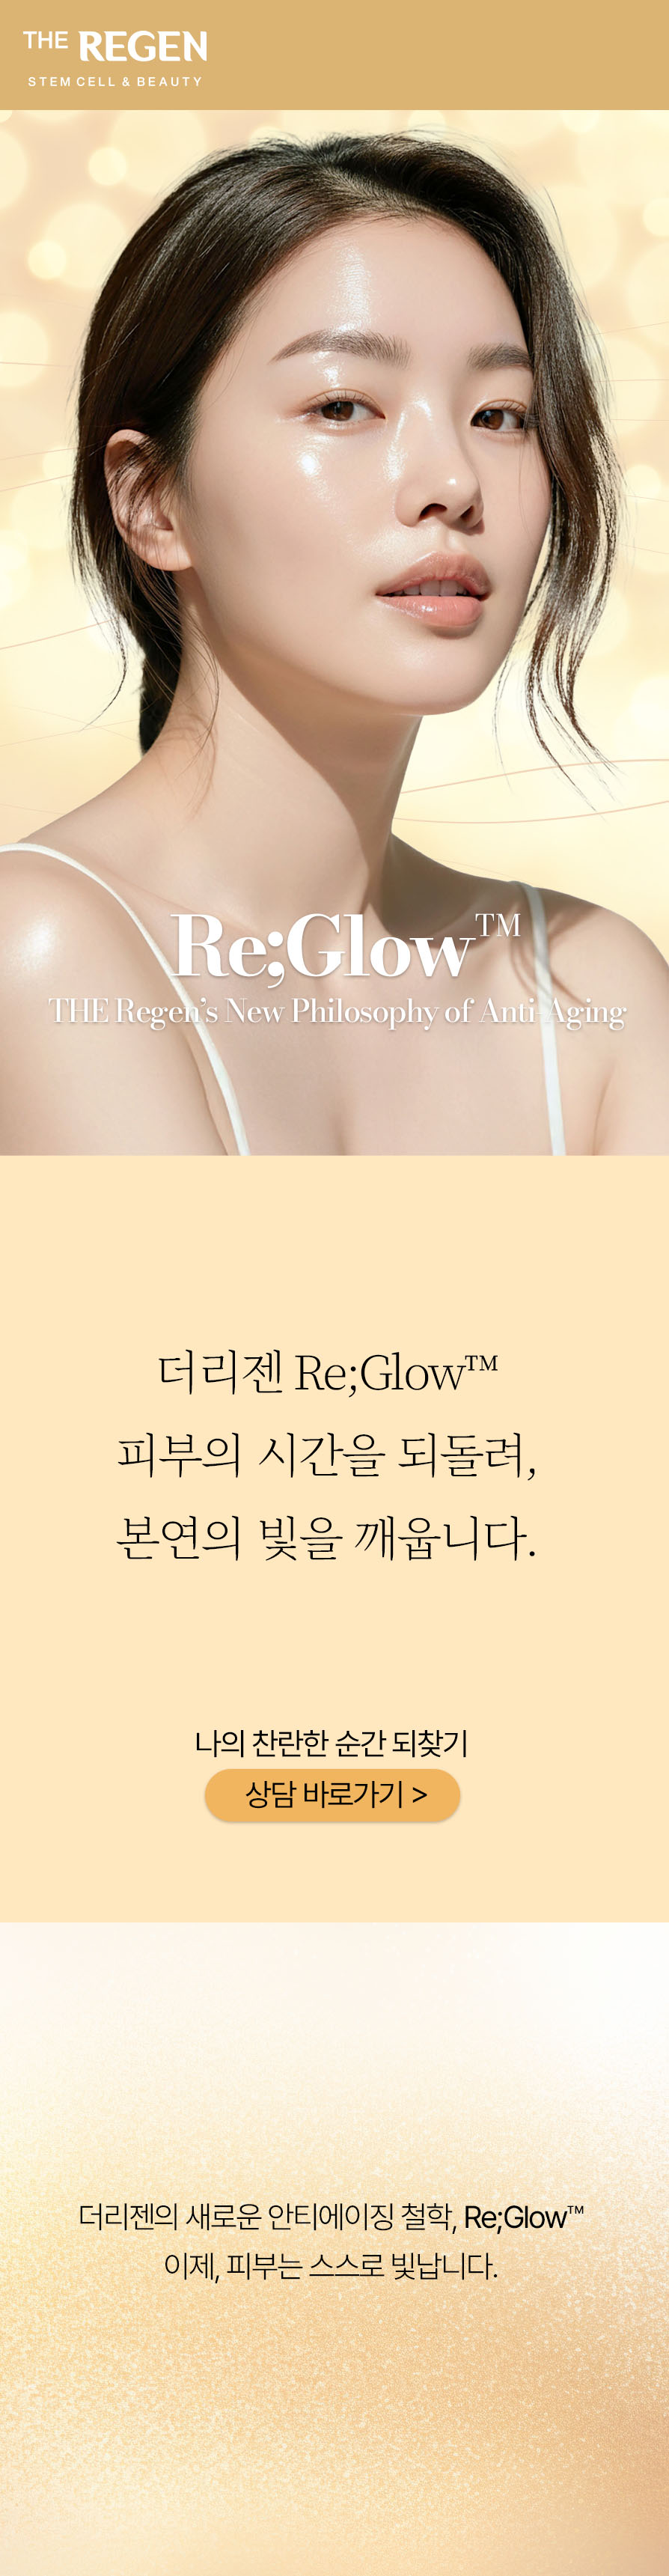 THE REGEN
STEM CELL & BEAUTY
Re;Glow™
THE Regen's New Philosophy of Anti-Aging
더리젠 Re;Glow™
피부의 시간을 되돌려,
본연의 빛을 깨웁니다.
나의 찬란한 순간 되찾기
상담 바로가기 >
더리젠의 새로운 안티에이징 철학, Re;Glow™
이제, 피부는 스스로 빛납니다.